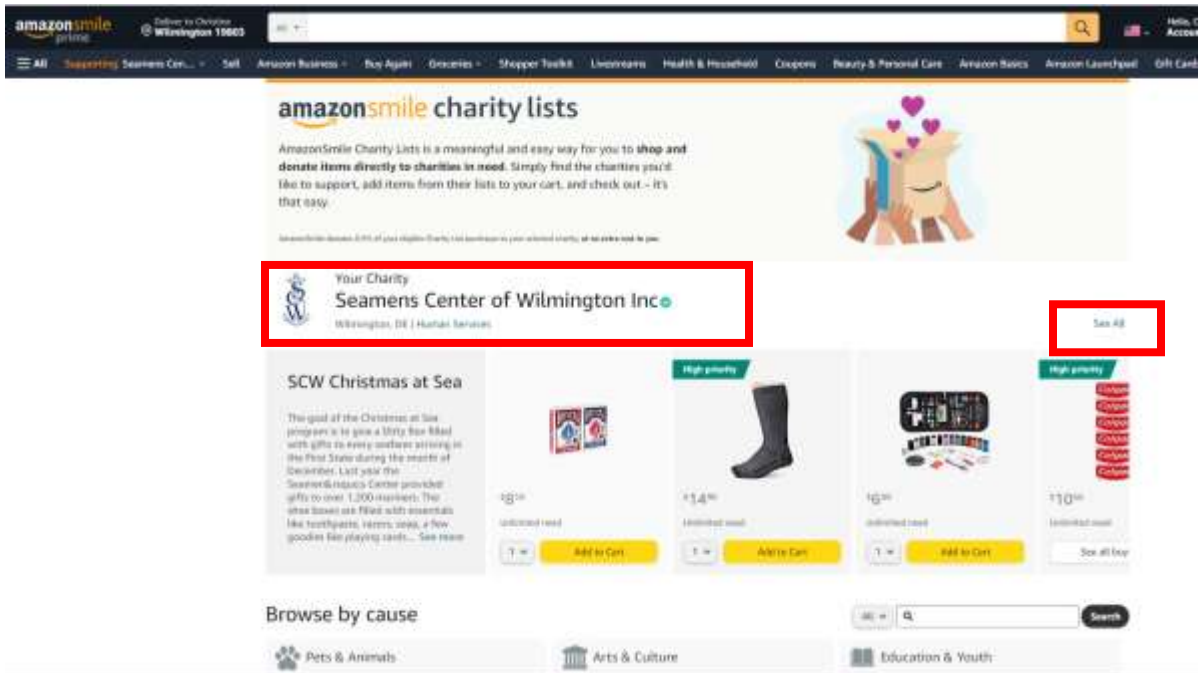 amazonsmile
prime
Deliver to Christine
Wilmington 19803
All
Hello,
Accou
All Supporting Seamens Cen... Sell Amazon Business Buy Again Groceries Shopper Toolkit Livestreams Health & Household Coupons Beauty & Personal Care Amazon Basics Amazon Launchpad Gift Card
amazonsmile charity lists
AmazonSmile Charity Lists is a meaningful and easy way for you to shop and
donate items directly to charities in need. Simply find the charities you'd
like to support, add items from their lists to your cart, and check out – it's
that easy.
Your Charity
Seamens Center of Wilmington Inc
Wilmington, DE | Human Services
See All
SCW Christmas at Sea
The goal of the Christmas at Sea
program is to give a Ditty Box filled
with gifts to every seafarer arriving in
the First State during the month of
December. Last year the
Seamen&rsquo;s Center provided
gifts to over 1,200 mariners. The
shoe boxes are filled with essentials
like toothpaste, razors, soap, a few
goodies like playing cards... See more
$8
Unlimited need
1
Add to Cart
High priority
$14
Unlimited need
1
Add to Cart
$6
Unlimited need
1
Add to Cart
High priority
Colgate
$10
Unlimited need
See all buy
Browse by cause
All
Search
Pets & Animals
Arts & Culture
Education & Youth